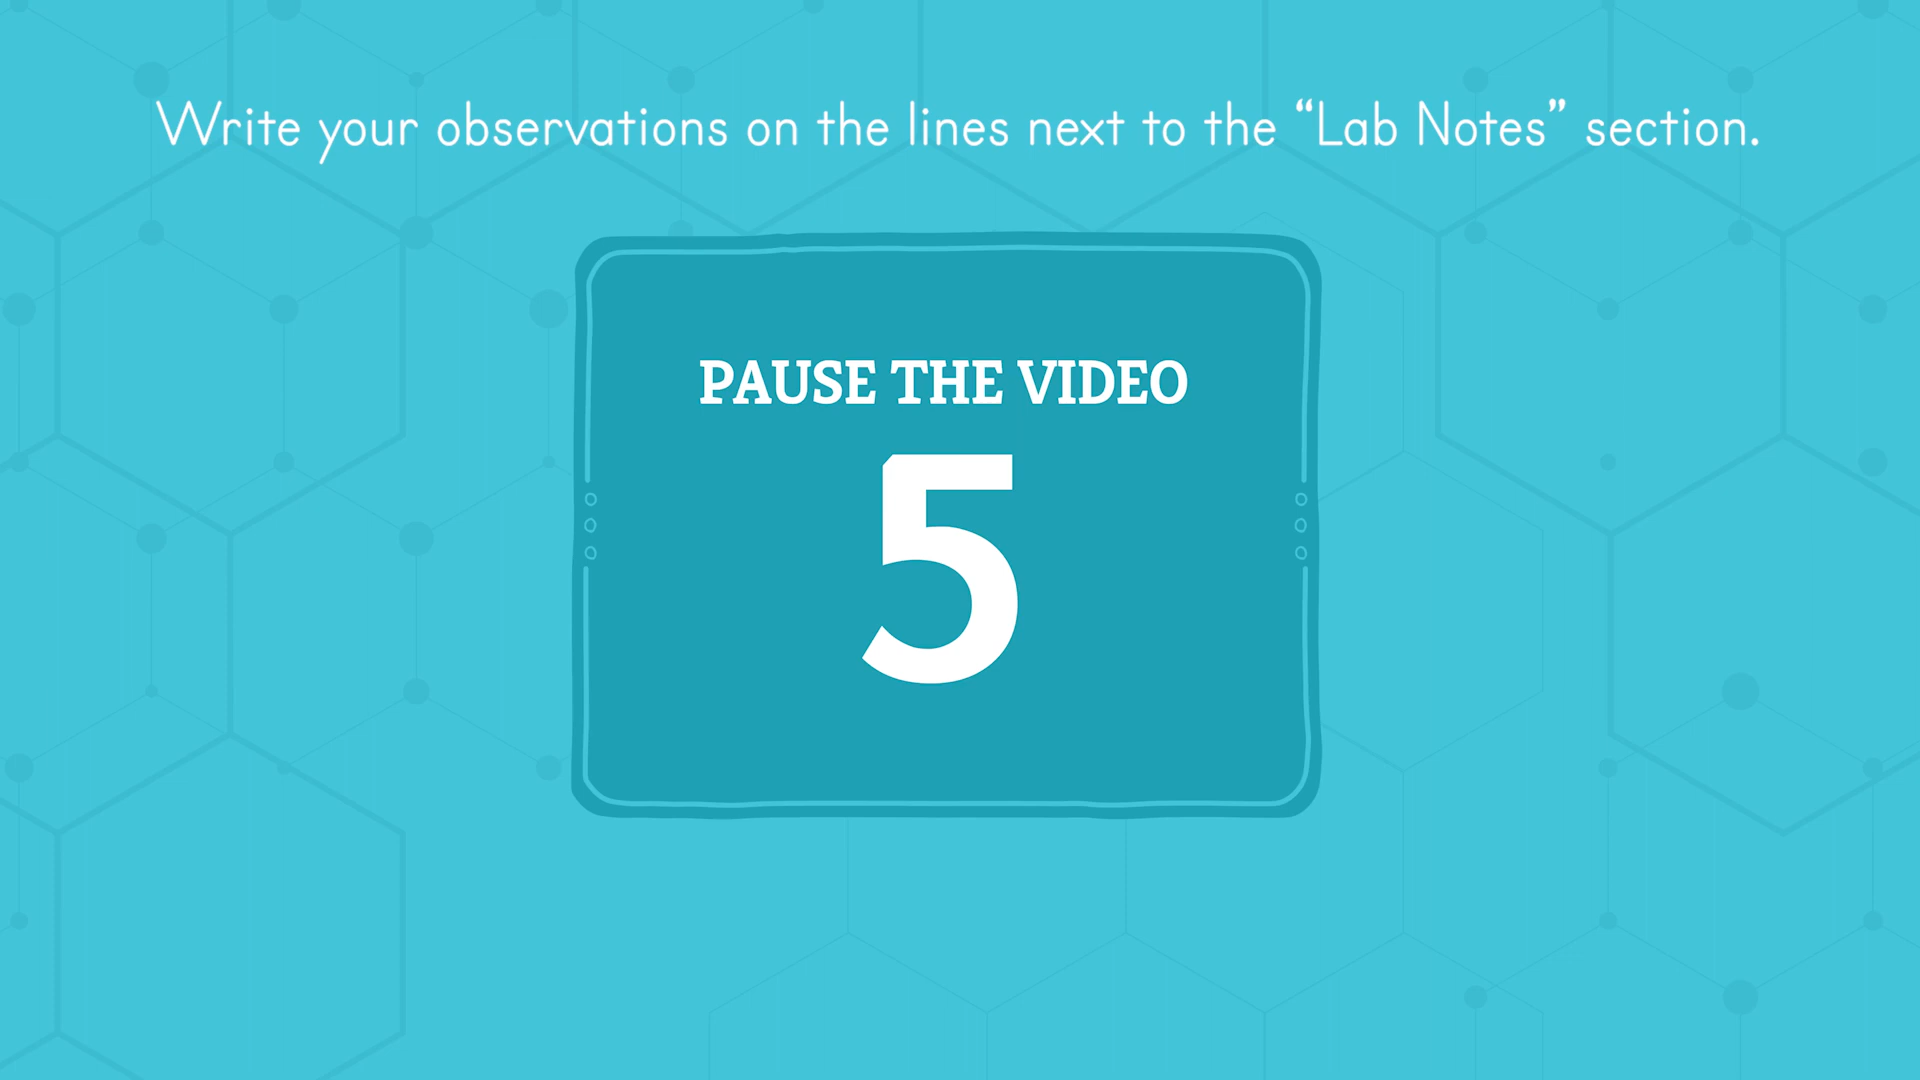 Write your observations on the lines next to the “Lab Notes” section.
PAUSE THE VIDEO
5